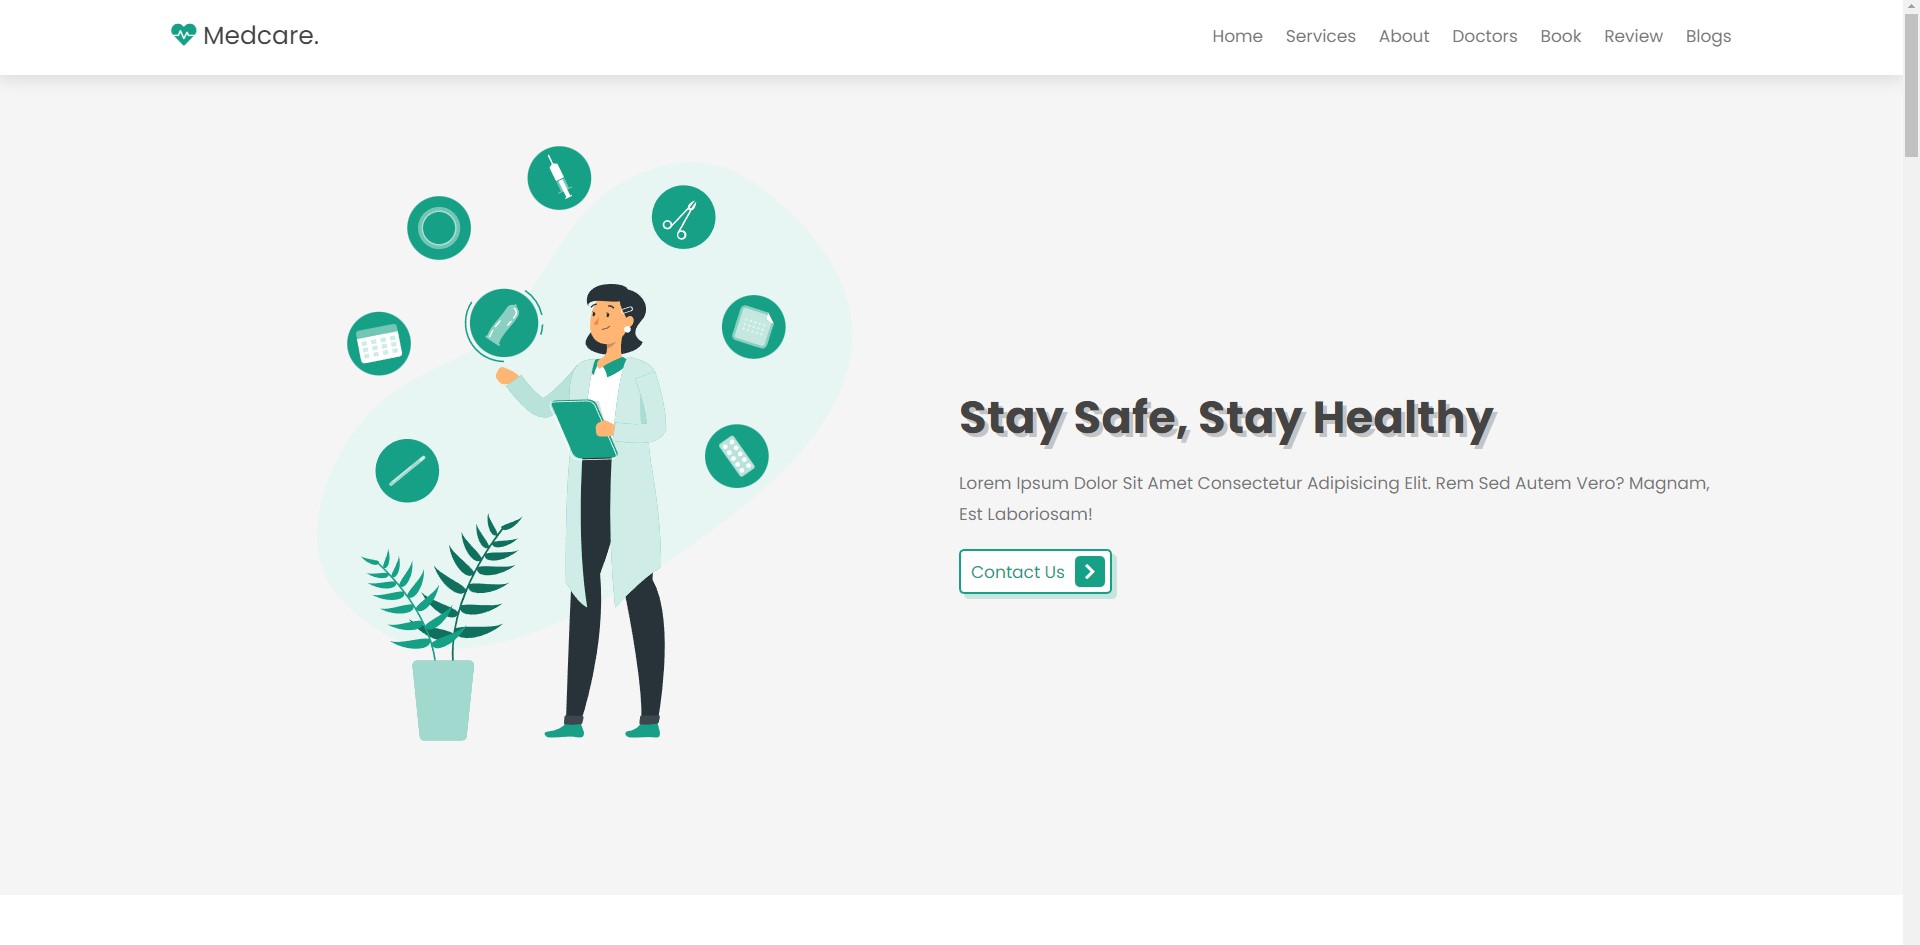 Medcare.
Home Services About Doctors Book Review Blogs
Stay Safe, Stay Healthy
Lorem Ipsum Dolor Sit Amet Consectetur Adipisicing Elit. Rem Sed Autem Vero? Magnam,
Est Laboriosam!
Contact Us